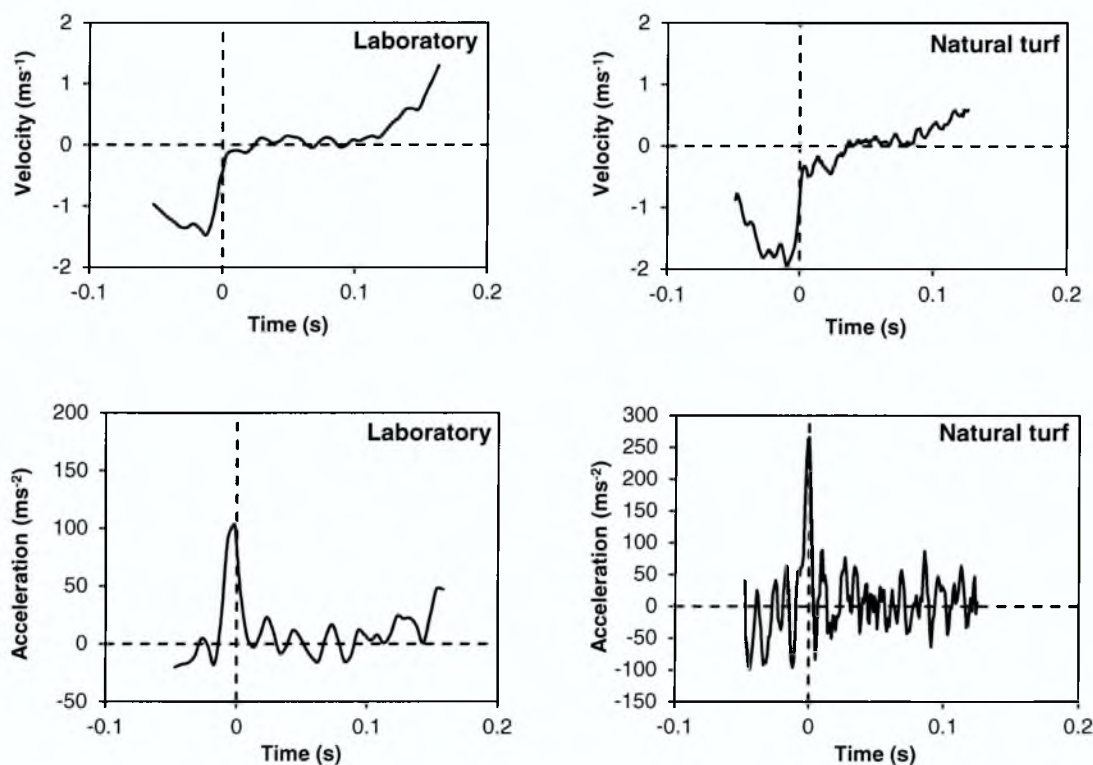 2
1
0
-1
-2
Velocity (ms⁻¹)
Laboratory
-0.1 0 0.1 0.2
Time (s)
2
1
0
-1
-2
Velocity (ms⁻¹)
Natural turf
-0.1 0 0.1 0.2
Time (s)
200
150
100
50
0
-50
Acceleration (ms⁻²)
Laboratory
-0.1 0 0.1 0.2
Time (s)
300
250
200
150
100
50
0
-50
-100
-150
Acceleration (ms⁻²)
Natural turf
-0.1 0 0.1 0.2
Time (s)